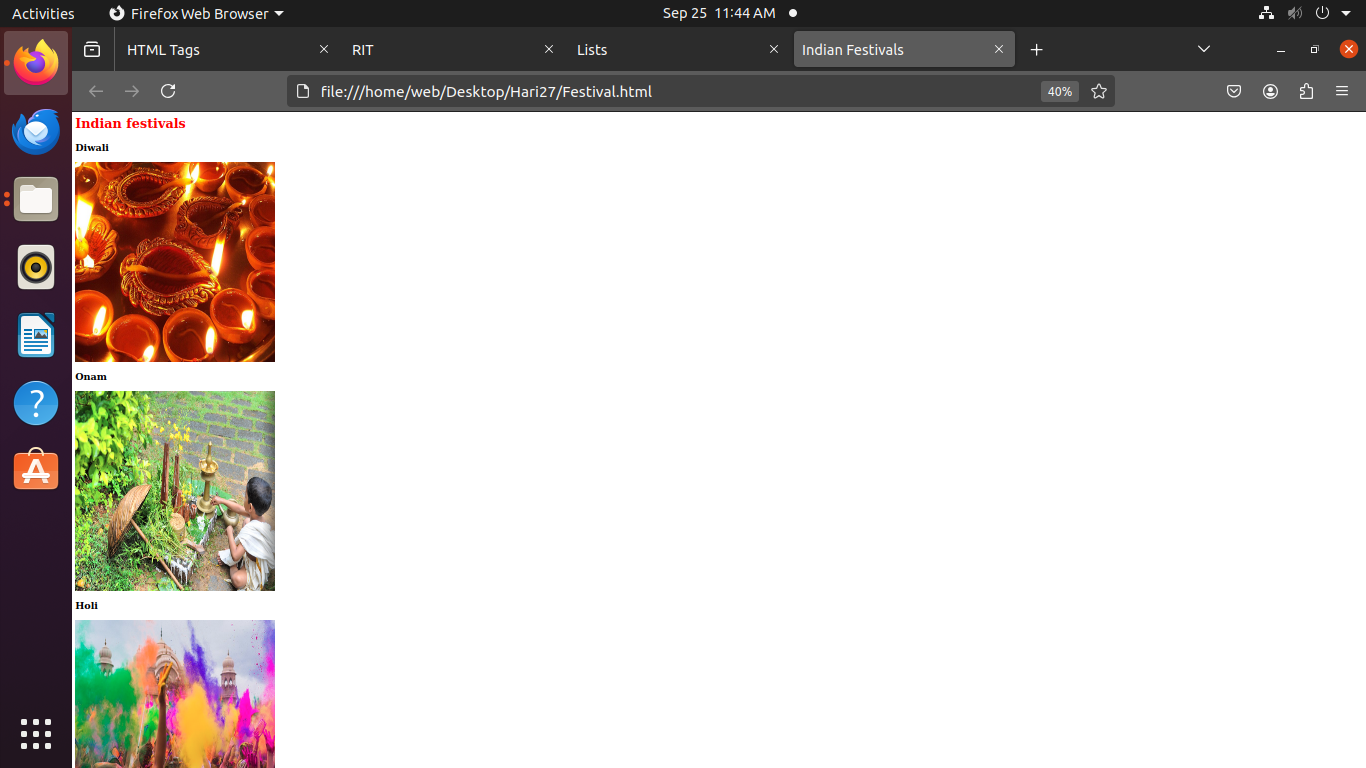 Activities Firefox Web Browser Sep 25 11:44 AM
HTML Tags RIT Lists Indian Festivals
file:///home/web/Desktop/Hari27/Festival.html 40%
Indian festivals
Diwali
Onam
Holi